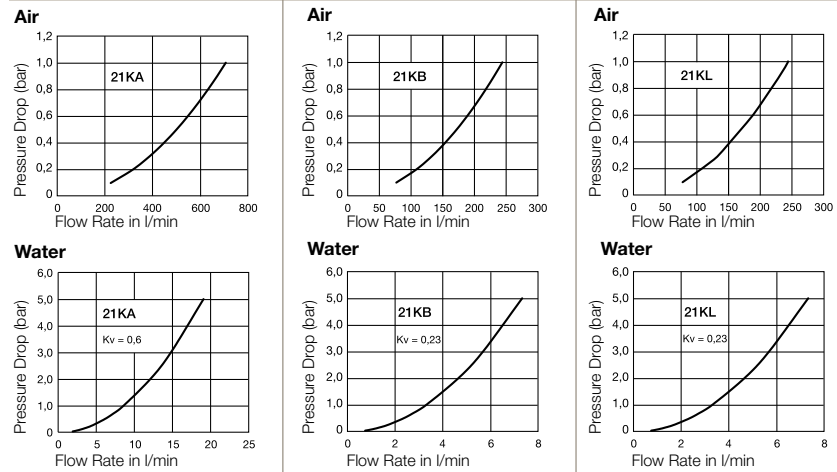 Air
Pressure Drop (bar)
1,2
1,0
0,8
0,6
0,4
0,2
0
21KA
0 200 400 600 800
Flow Rate in l/min
Air
Pressure Drop (bar)
1,2
1,0
0,8
0,6
0,4
0,2
0
21KB
0 50 100 150 200 250 300
Flow Rate in l/min
Air
Pressure Drop (bar)
1,2
1,0
0,8
0,6
0,4
0,2
0
21KL
0 50 100 150 200 250 300
Flow Rate in l/min
Water
Pressure Drop (bar)
6,0
5,0
4,0
3,0
2,0
1,0
0
21KA
Kv = 0,6
0 5 10 15 20 25
Flow Rate in l/min
Water
Pressure Drop (bar)
6,0
5,0
4,0
3,0
2,0
1,0
0
21KB
Kv = 0,23
0 2 4 6 8
Flow Rate in l/min
Water
Pressure Drop (bar)
6,0
5,0
4,0
3,0
2,0
1,0
0
21KL
Kv = 0,23
0 2 4 6 8
Flow Rate in l/min